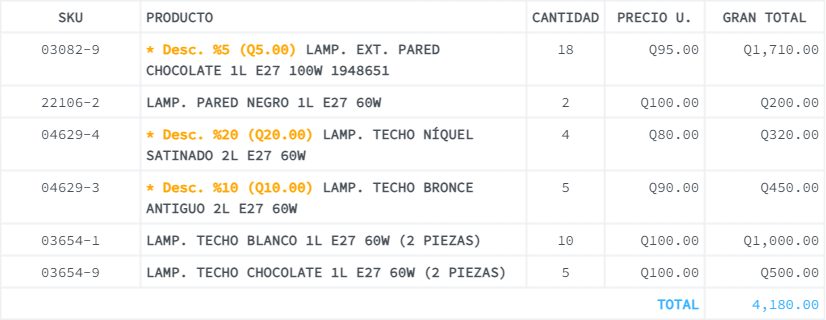 SKU PRODUCTO CANTIDAD PRECIO U. GRAN TOTAL
03082-9 * Desc. %5 (Q5.00) LAMP. EXT. PARED 18 Q95.00 Q1,710.00
CHOCOLATE 1L E27 100W 1948651
22106-2 LAMP. PARED NEGRO 1L E27 60W 2 Q100.00 Q200.00
04629-4 * Desc. %20 (Q20.00) LAMP. TECHO NÍQUEL 4 Q80.00 Q320.00
SATINADO 2L E27 60W
04629-3 * Desc. %10 (Q10.00) LAMP. TECHO BRONCE 5 Q90.00 Q450.00
ANTIGUO 2L E27 60W
03654-1 LAMP. TECHO BLANCO 1L E27 60W (2 PIEZAS) 10 Q100.00 Q1,000.00
03654-9 LAMP. TECHO CHOCOLATE 1L E27 60W (2 PIEZAS) 5 Q100.00 Q500.00
TOTAL 4,180.00